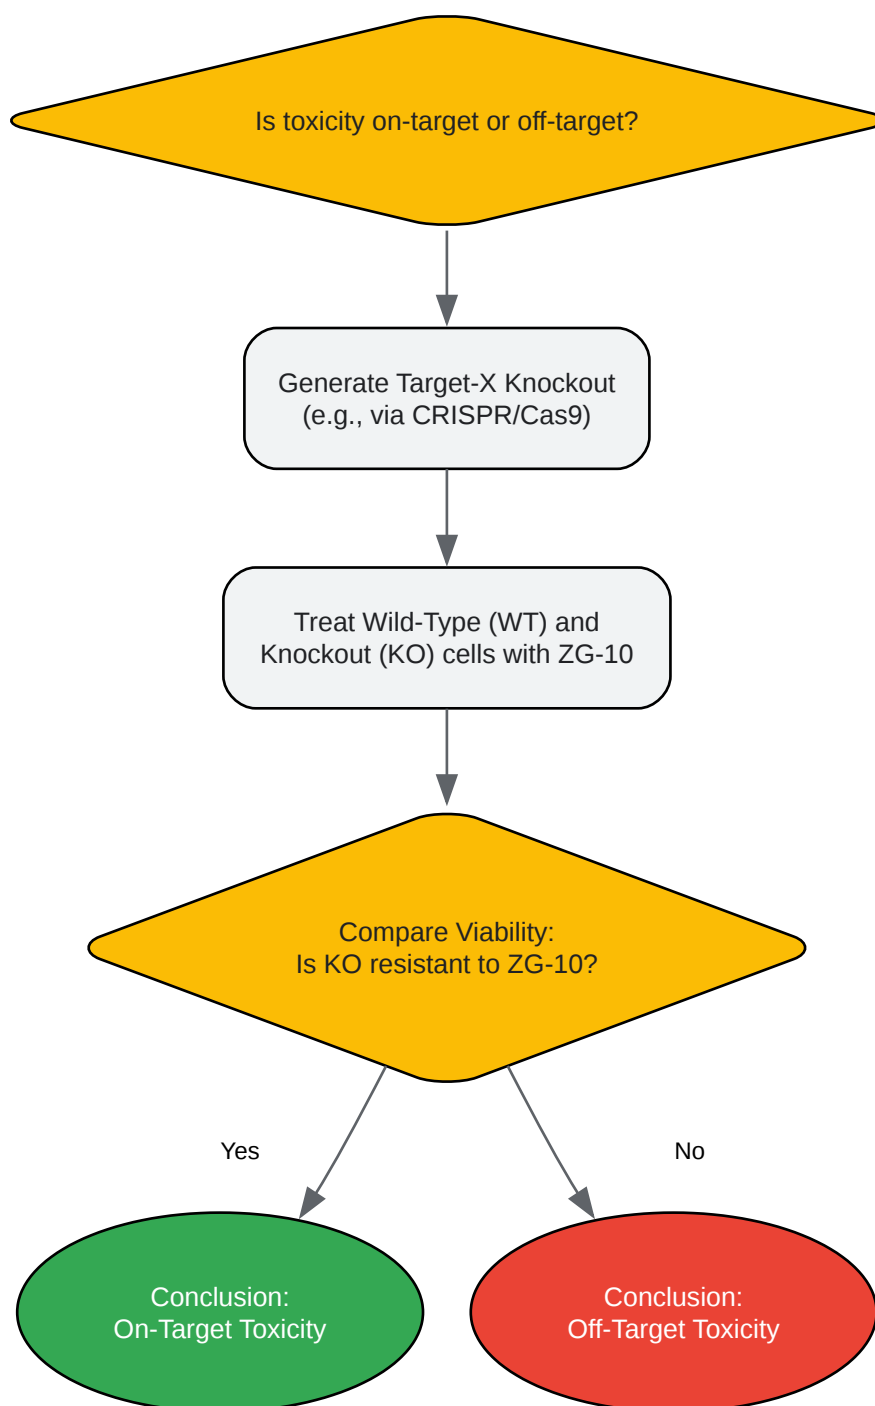 Is toxicity on-target or off-target?
Generate Target-X Knockout
(e.g., via CRISPR/Cas9)
Treat Wild-Type (WT) and
Knockout (KO) cells with ZG-10
Compare Viability:
Is KO resistant to ZG-10?
Yes
No
Conclusion:
On-Target Toxicity
Conclusion:
Off-Target Toxicity